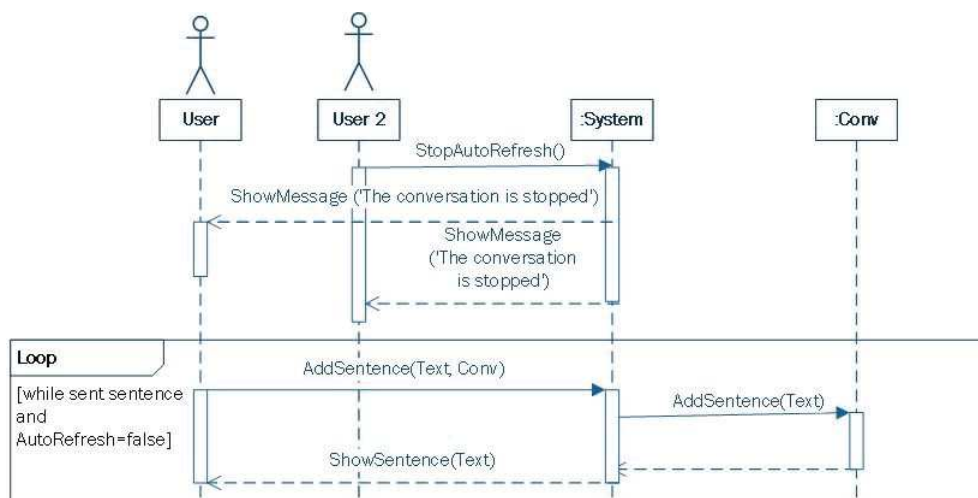 User
User 2
:System
:Conv
StopAutoRefresh()
ShowMessage ('The conversation is stopped')
ShowMessage
('The conversation
is stopped')
Loop
[while sent sentence
and
AutoRefresh=false]
AddSentence(Text, Conv)
AddSentence(Text)
ShowSentence(Text)